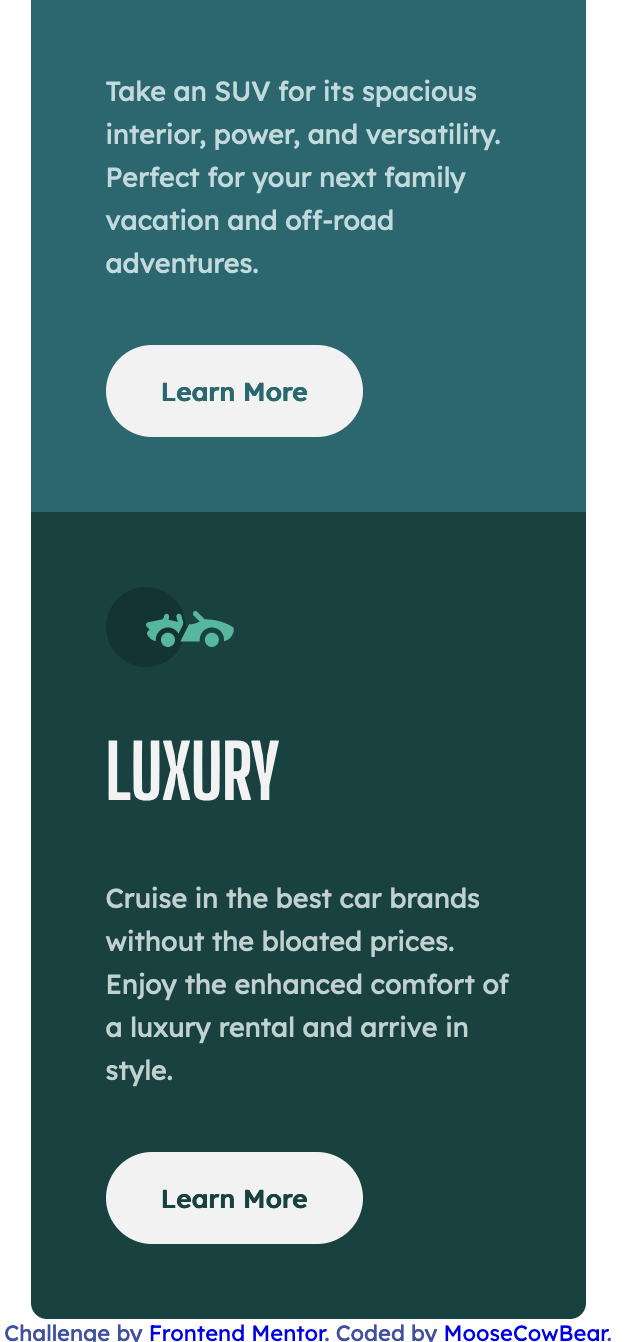 Take an SUV for its spacious
interior, power, and versatility.
Perfect for your next family
vacation and off-road
adventures.
Learn More
LUXURY
Cruise in the best car brands
without the bloated prices.
Enjoy the enhanced comfort of
a luxury rental and arrive in
style.
Learn More
Challenge by Frontend Mentor. Coded by MooseCowBear.